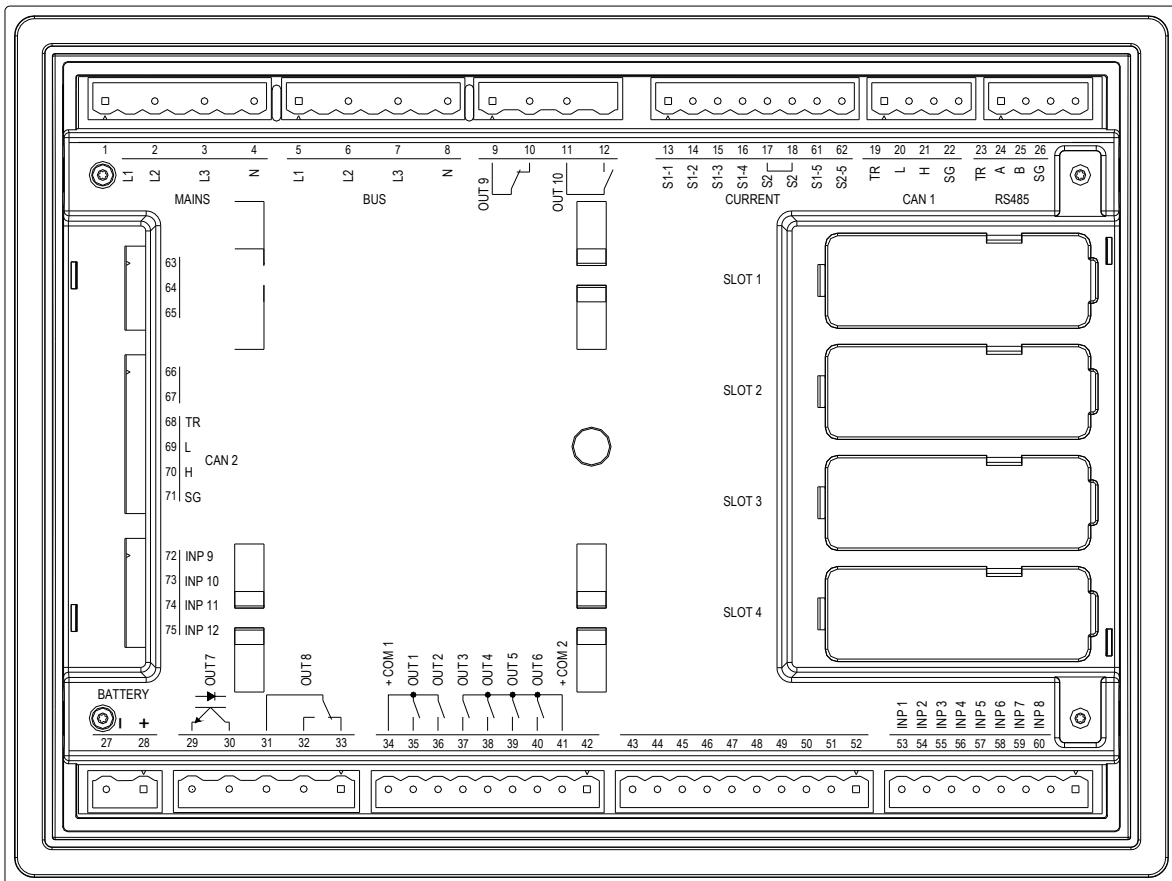 1 2 3 4 5 6 7 8 9 10 11 12 13 14 15 16 17 18 61 62 19 20 21 22 23 24 25 26
L1 L2 L3 N L1 L2 L3 N OUT 9 OUT 10 S1-1 S1-2 S1-3 S1-4 S2 S2 S1-5 S2-5 TR L H SG TR A B SG
MAINS BUS CURRENT CAN 1 RS485
63
SLOT 1
64
65
66
SLOT 2
67
68 TR
69 L
CAN 2
70 H
71 SG
SLOT 3
72 INP 9
73 INP 10
74 INP 11
SLOT 4
75 INP 12
OUT 7 OUT 8 + COM 1 OUT 1 OUT 2 OUT 3 OUT 4 OUT 5 OUT 6 + COM 2
BATTERY
− + INP 1 INP 2 INP 3 INP 4 INP 5 INP 6 INP 7 INP 8
27 28 29 30 31 32 33 34 35 36 37 38 39 40 41 42 43 44 45 46 47 48 49 50 51 52 53 54 55 56 57 58 59 60